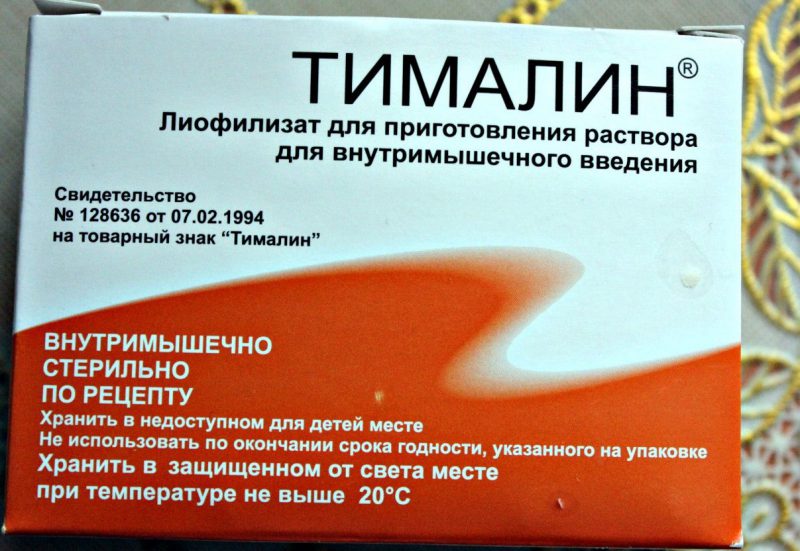 ТИМАЛИН®
Лиофилизат для приготовления раствора
для внутримышечного введения
Свидетельство
№ 128636 от 07.02.1994
на товарный знак “Тималин”
ВНУТРИМЫШЕЧНО
СТЕРИЛЬНО
ПО РЕЦЕПТУ
Хранить в недоступном для детей месте
Не использовать по окончании срока годности, указанного на упаковке
Хранить в защищенном от света месте
при температуре не выше 20°С